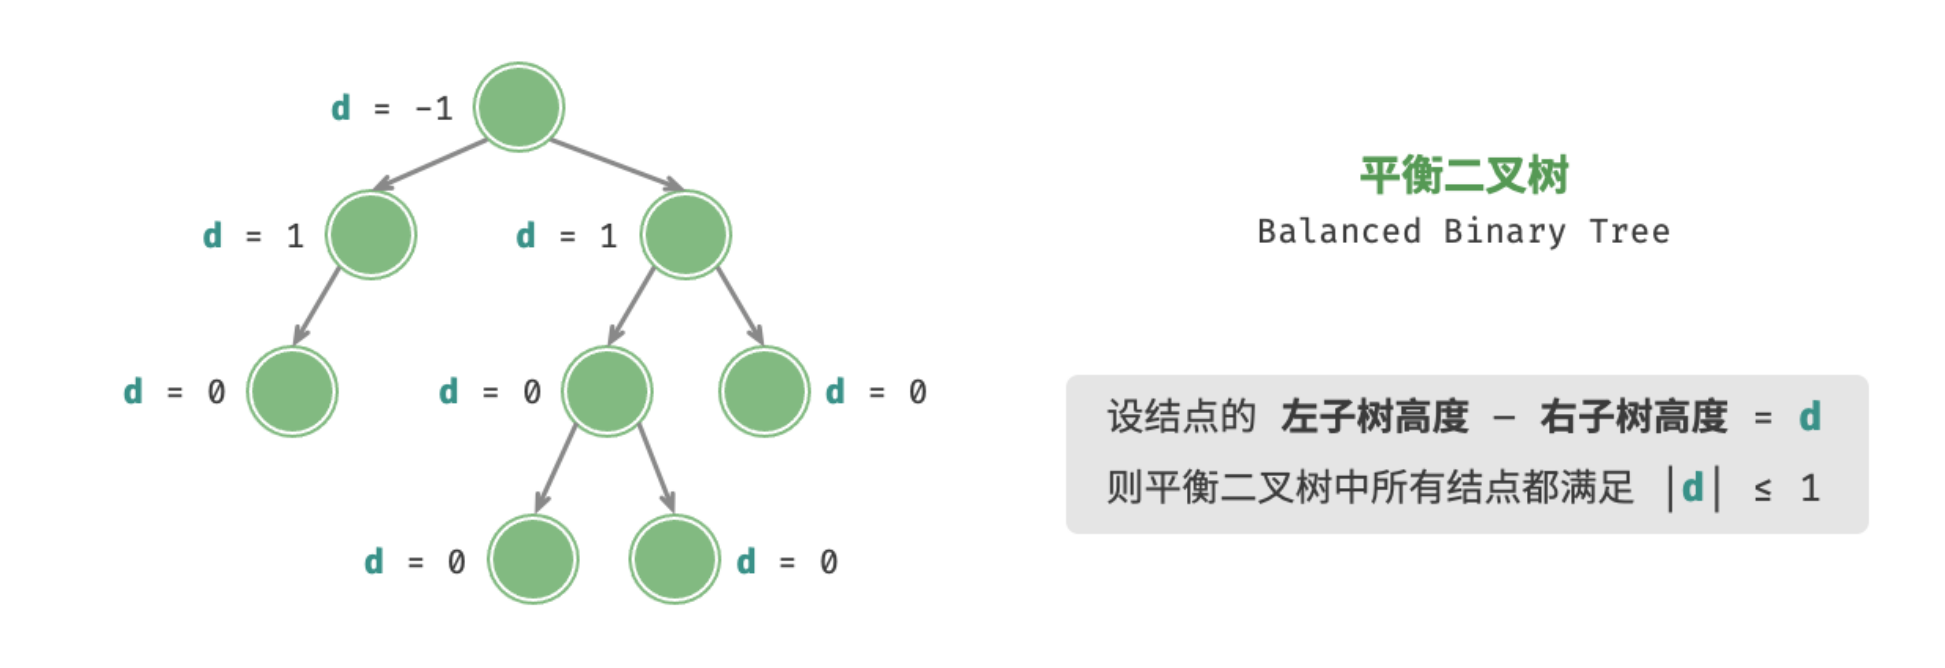 d = -1
d = 1
d = 1
d = 0
d = 0
d = 0
d = 0
d = 0
平衡二叉树
Balanced Binary Tree
设结点的 左子树高度 - 右子树高度 = d
则平衡二叉树中所有结点都满足 |d| ≤ 1